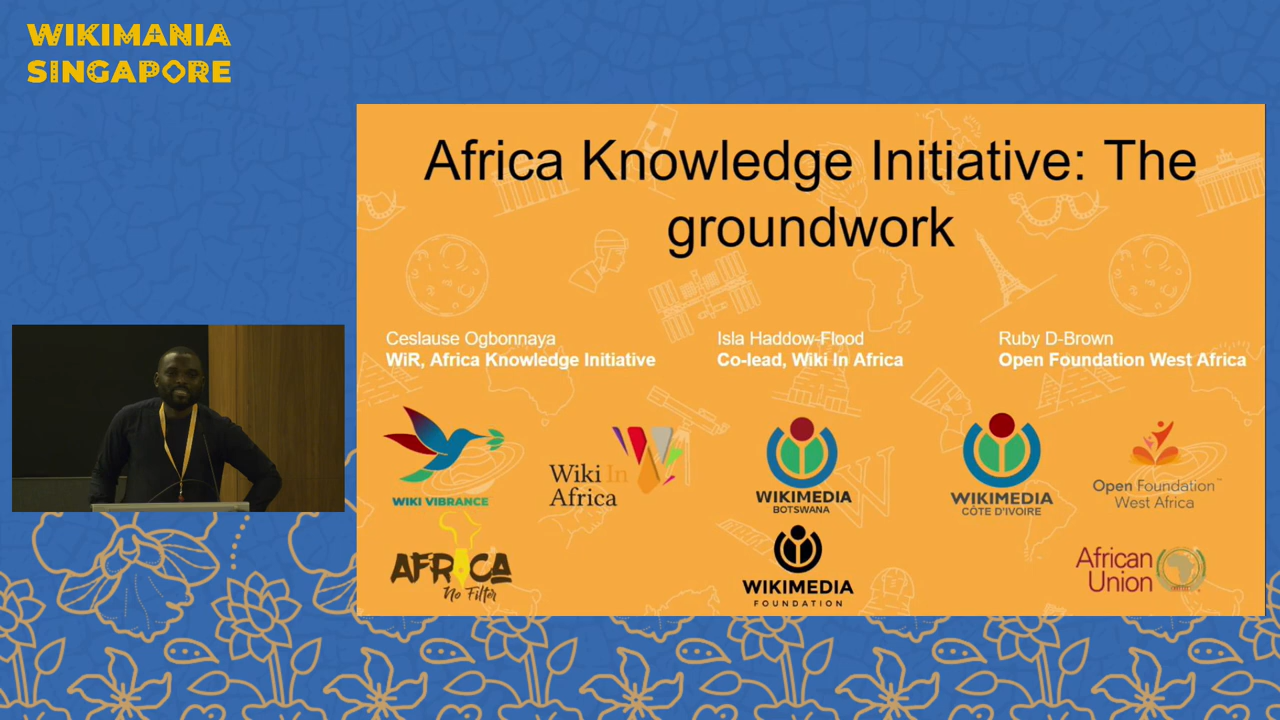 WIKIMANIA
SINGAPORE
Africa Knowledge Initiative: The
groundwork
Ceslause Ogbonnaya
WiR, Africa Knowledge Initiative
Isla Haddow-Flood
Co-lead, Wiki In Africa
Ruby D-Brown
Open Foundation West Africa
WIKI VIBRANCE
Wiki In
Africa
WIKIMEDIA
BOTSWANA
WIKIMEDIA
CÔTE D'IVOIRE
Open Foundation™
West Africa
AFRICA
No Filter
WIKIMEDIA
FOUNDATION
African
Union